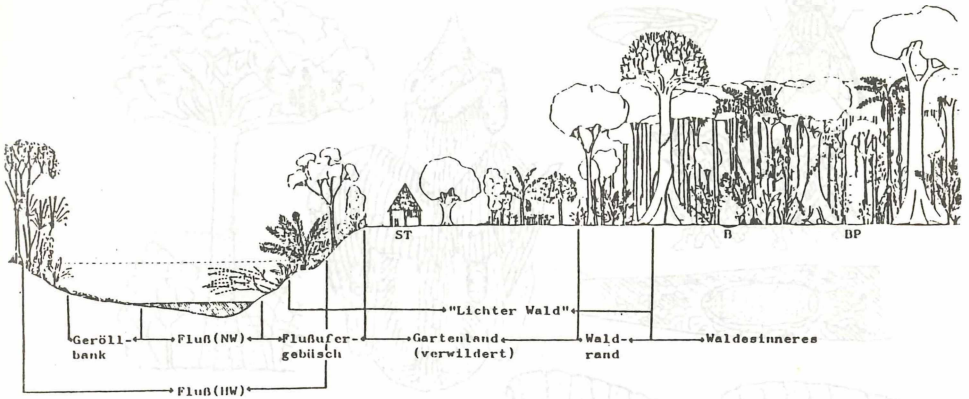 ST
B
BP
"Lichter Wald"
Geröll-
bank
Fluß(NW)
Flußufer-
gebüsch
Gartenland
(verwildert)
Wald-
rand
Waldesinneres
Fluß(HW)